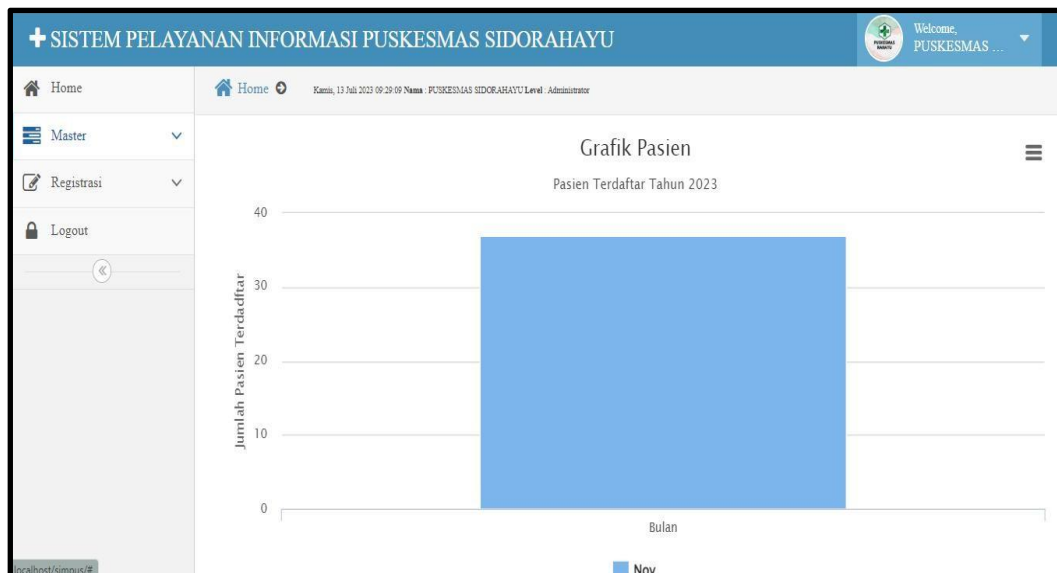 SISTEM PELAYANAN INFORMASI PUSKESMAS SIDORAHAYU
Welcome,
PUSKESMAS ...
Home
Master
Registrasi
Logout
Home
Kamis, 13 Juli 2023 09:29:09 Nama : PUSKESMAS SIDORAHAYU Level : Administrator
Grafik Pasien
Pasien Terdaftar Tahun 2023
Jumlah Pasien Terdadftar
40
30
20
10
0
Bulan
Nov
localhost/simpus/#